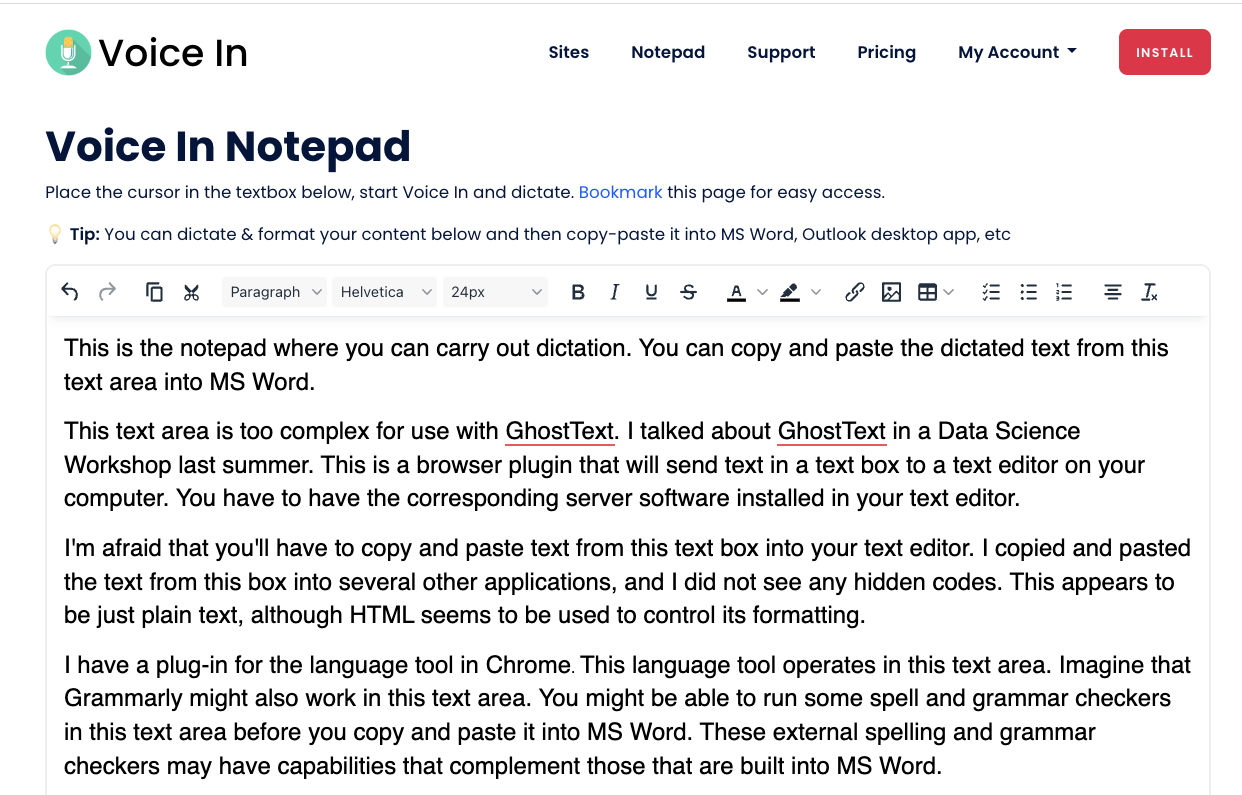 Voice In
Sites Notepad Support Pricing My Account INSTALL
Voice In Notepad
Place the cursor in the textbox below, start Voice In and dictate. Bookmark this page for easy access.
Tip: You can dictate & format your content below and then copy-paste it into MS Word, Outlook desktop app, etc
Paragraph Helvetica 24px B I U S A
This is the notepad where you can carry out dictation. You can copy and paste the dictated text from this
text area into MS Word.
This text area is too complex for use with GhostText. I talked about GhostText in a Data Science
Workshop last summer. This is a browser plugin that will send text in a text box to a text editor on your
computer. You have to have the corresponding server software installed in your text editor.
I'm afraid that you'll have to copy and paste text from this text box into your text editor. I copied and pasted
the text from this box into several other applications, and I did not see any hidden codes. This appears to
be just plain text, although HTML seems to be used to control its formatting.
I have a plug-in for the language tool in Chrome. This language tool operates in this text area. Imagine that
Grammarly might also work in this text area. You might be able to run some spell and grammar checkers
in this text area before you copy and paste it into MS Word. These external spelling and grammar
checkers may have capabilities that complement those that are built into MS Word.